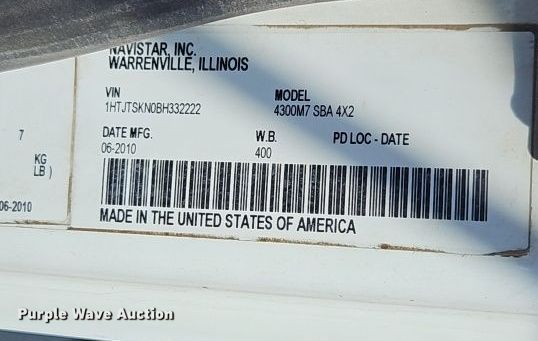 NAVISTAR, INC.
WARRENVILLE, ILLINOIS
VIN MODEL
1HTJTSKN0BH332222 4300M7 SBA 4X2
7 DATE MFG. W.B. PD LOC - DATE
KG 06-2010 400
LB )
06-2010
MADE IN THE UNITED STATES OF AMERICA
Purple Wave Auction